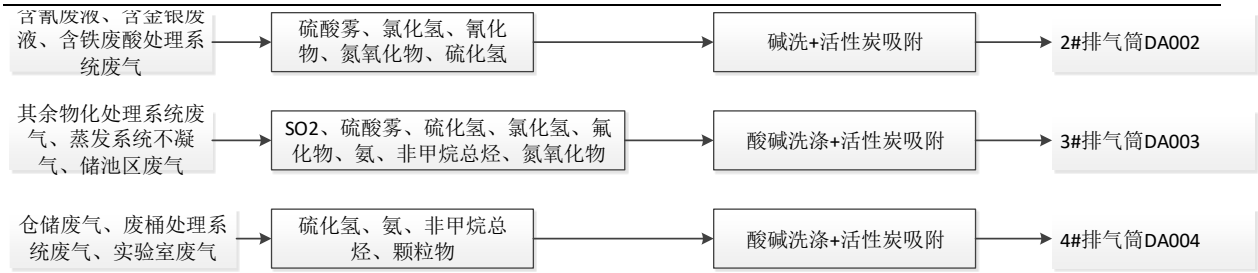 含氰废液、含金银废
液、含铁废酸处理系
统废气
硫酸雾、氯化氢、氰化
物、氮氧化物、硫化氢
碱洗+活性炭吸附
2#排气筒DA002
其余物化处理系统废
气、蒸发系统不凝
气、储池区废气
SO2、硫酸雾、硫化氢、氯化氢、氟
化物、氨、非甲烷总烃、氮氧化物
酸碱洗涤+活性炭吸附
3#排气筒DA003
仓储废气、废桶处理系
统废气、实验室废气
硫化氢、氨、非甲烷总
烃、颗粒物
酸碱洗涤+活性炭吸附
4#排气筒DA004